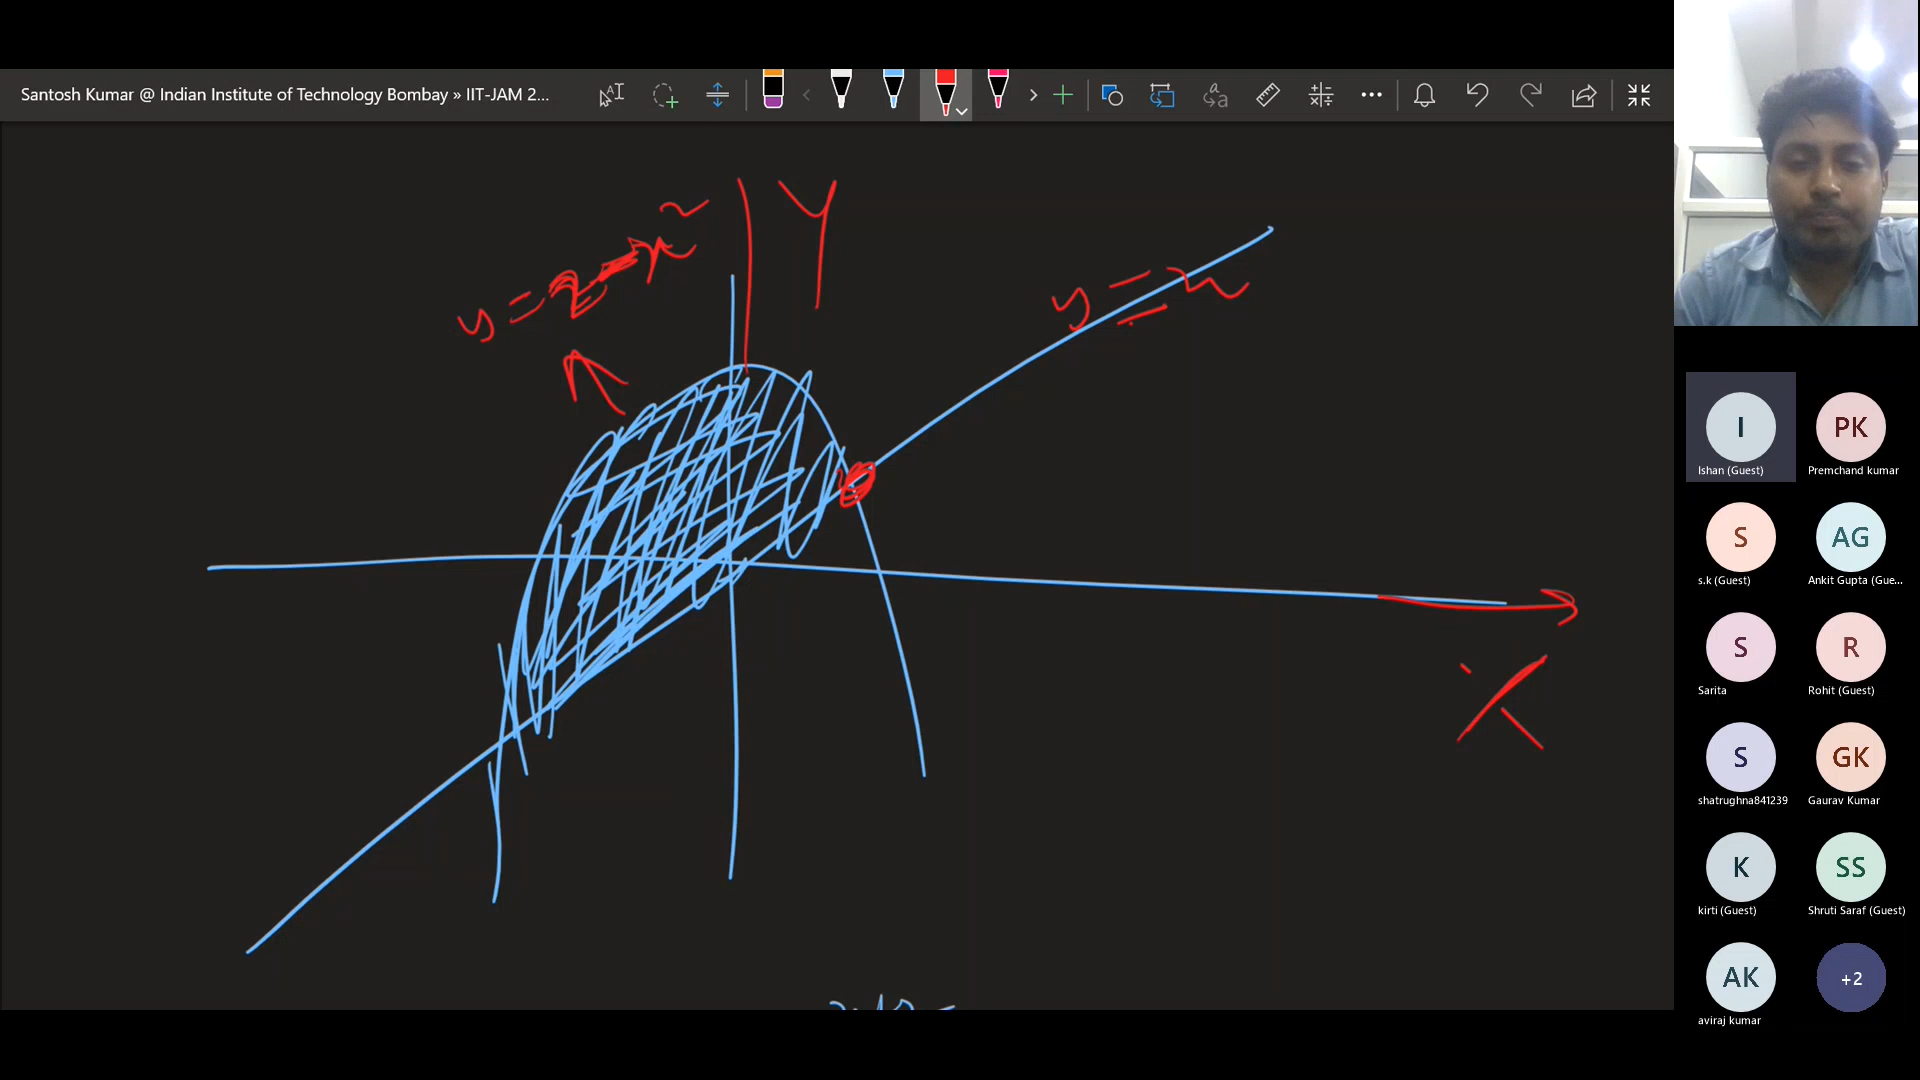 Santosh Kumar @ Indian Institute of Technology Bombay » IIT-JAM 2...
Y
y = 2 - x²
y = x
X
I
Ishan (Guest)
PK
Premchand kumar
S
s.k (Guest)
AG
Ankit Gupta (Gue...
S
Sarita
R
Rohit (Guest)
S
shatrughna841239
GK
Gaurav Kumar
K
kirti (Guest)
SS
Shruti Saraf (Guest)
AK
aviraj kumar
+2